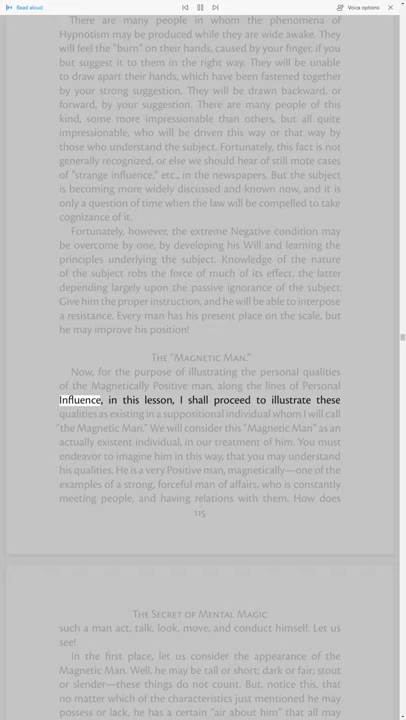 Read aloud
Voice options
There are many people in whom the phenomena of
Hypnotism may be produced while they are wide awake. They
will feel the "burn" on their hands, caused by your finger, if you
but suggest it to them in the right way. They will be unable
to draw apart their hands, which have been fastened together
by your strong suggestion. They will be drawn backward, or
forward, by your suggestion. There are many people of this
kind, some more impressionable than others, but all quite
impressionable, who will be driven this way or that way by
those who understand the subject. Fortunately, this fact is not
generally recognized, or else we should hear of still mote cases
of "strange influence," etc., in the newspapers. But the subject
is becoming more widely discussed and known now, and it is
only a question of time when the law will be compelled to take
cognizance of it.
Fortunately, however, the extreme Negative condition may
be overcome by one, by developing his Will and learning the
principles underlying the subject. Knowledge of the nature
of the subject robs the force of much of its effect, the latter
depending largely upon the passive ignorance of the subject.
Give him the proper instruction, and he will be able to interpose
a resistance. Every man has his present place on the scale, but
he may improve his position!
The "Magnetic Man."
Now, for the purpose of illustrating the personal qualities
of the Magnetically Positive man, along the lines of Personal
Influence, in this lesson, I shall proceed to illustrate these
qualities as existing in a suppositional individual whom I will call
"the Magnetic Man." We will consider this "Magnetic Man" as an
actually existent individual, in our treatment of him. You must
endeavor to imagine him in this way, that you may understand
his qualities. He is a very Positive man, magnetically—one of the
examples of a strong, forceful man of affairs, who is constantly
meeting people, and having relations with them. How does
115
The Secret of Mental Magic
such a man act, talk, look, move, and conduct himself. Let us
see!
In the first place, let us consider the appearance of the
Magnetic Man. Well, he may be tall or short; dark or fair; stout
or slender—these things do not count. But, notice this, that
no matter which of the characteristics just mentioned he may
possess or lack, he has a certain "air about him" that all may